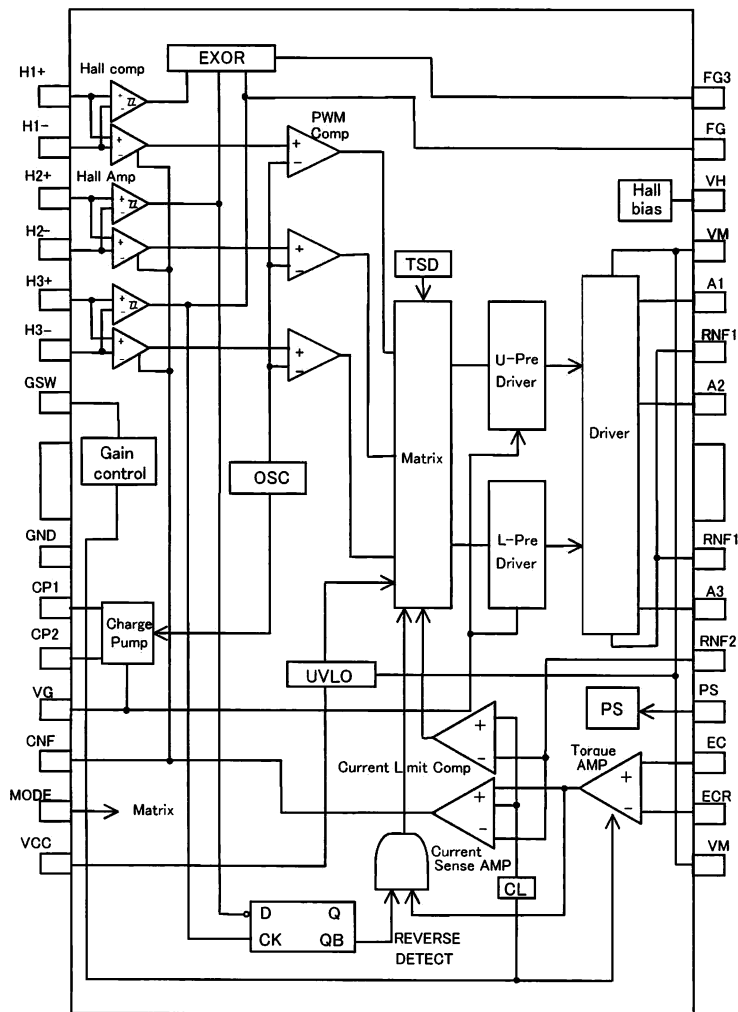 EXOR
H1+
Hall comp
FG3
H1-
PWM
Comp
FG
H2+
Hall Amp
Hall
bias
VH
H2-
TSD
VM
H3+
A1
H3-
U-Pre
Driver
RNF1
GSW
A2
Gain
control
OSC
Matrix
Driver
GND
L-Pre
Driver
RNF1
CP1
Charge
Pump
A3
CP2
UVLO
RNF2
VG
PS
PS
CNF
Current Limit Comp
Torque
AMP
EC
MODE
Matrix
ECR
VCC
Current
Sense AMP
VM
CL
D
Q
CK
QB
REVERSE
DETECT
+
-
+
-
+
-
+
-
+
-
+
-
+
-
+
-
+
-
+
-
+
+
-
+
-